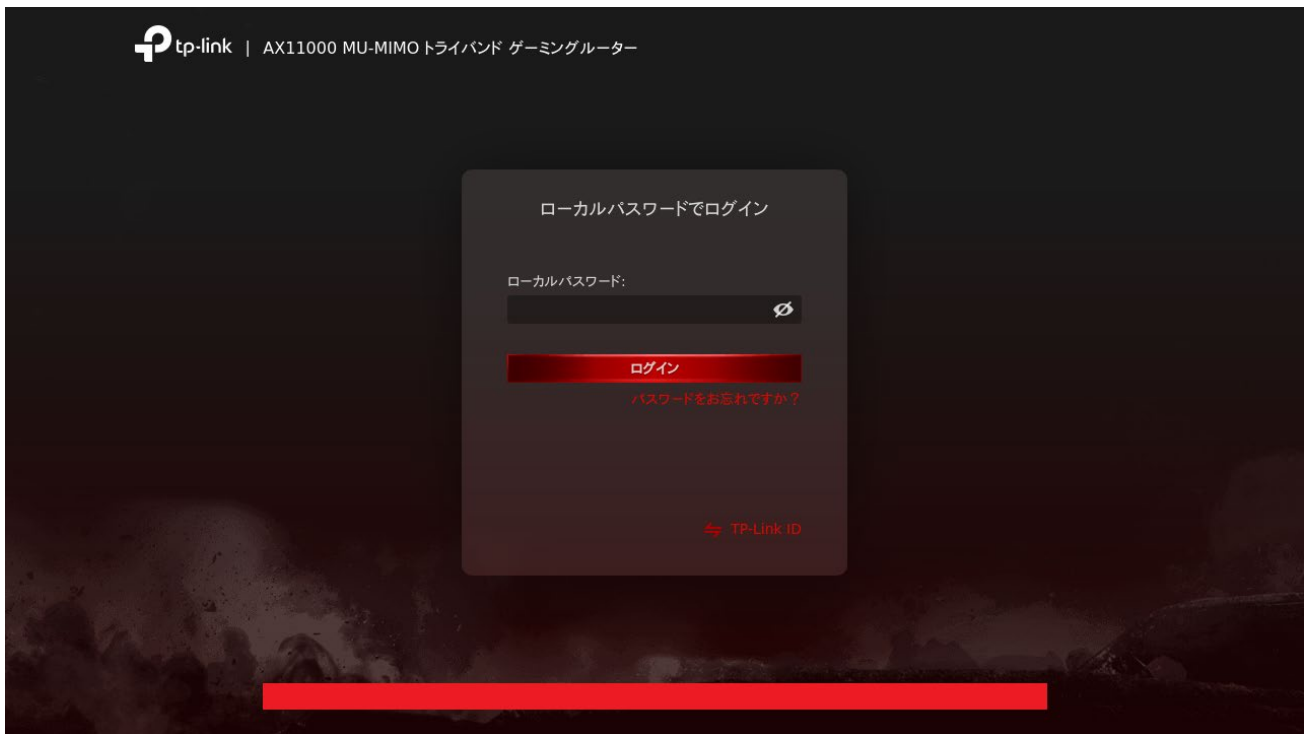 tp-link | AX11000 MU-MIMO トライバンド ゲーミングルーター
ローカルパスワードでログイン
ローカルパスワード:
ログイン
パスワードをお忘れですか？
TP-Link ID